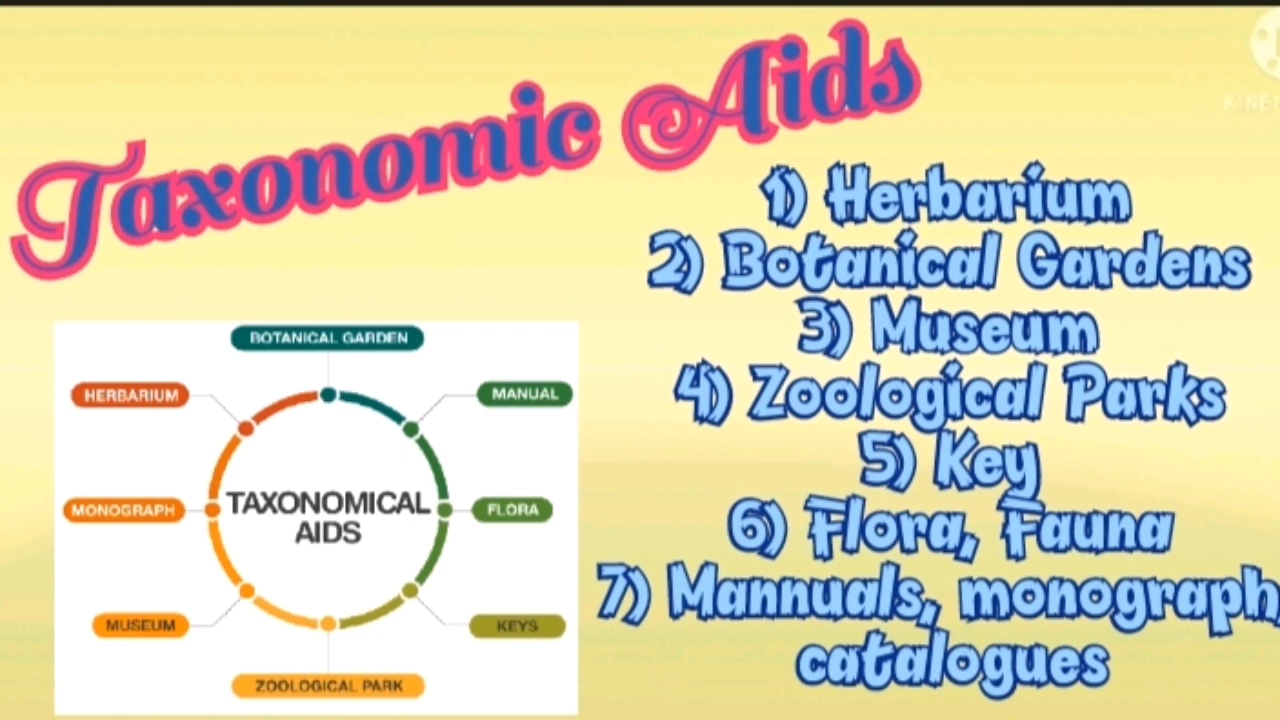 Taxonomic Aids
1) Herbarium
2) Botanical Gardens
3) Museum
4) Zoological Parks
5) Key
6) Flora, Fauna
7) Mannuals, monograph,
catalogues
BOTANICAL GARDEN
HERBARIUM
MANUAL
MONOGRAPH
TAXONOMICAL
AIDS
FLORA
MUSEUM
KEYS
ZOOLOGICAL PARK